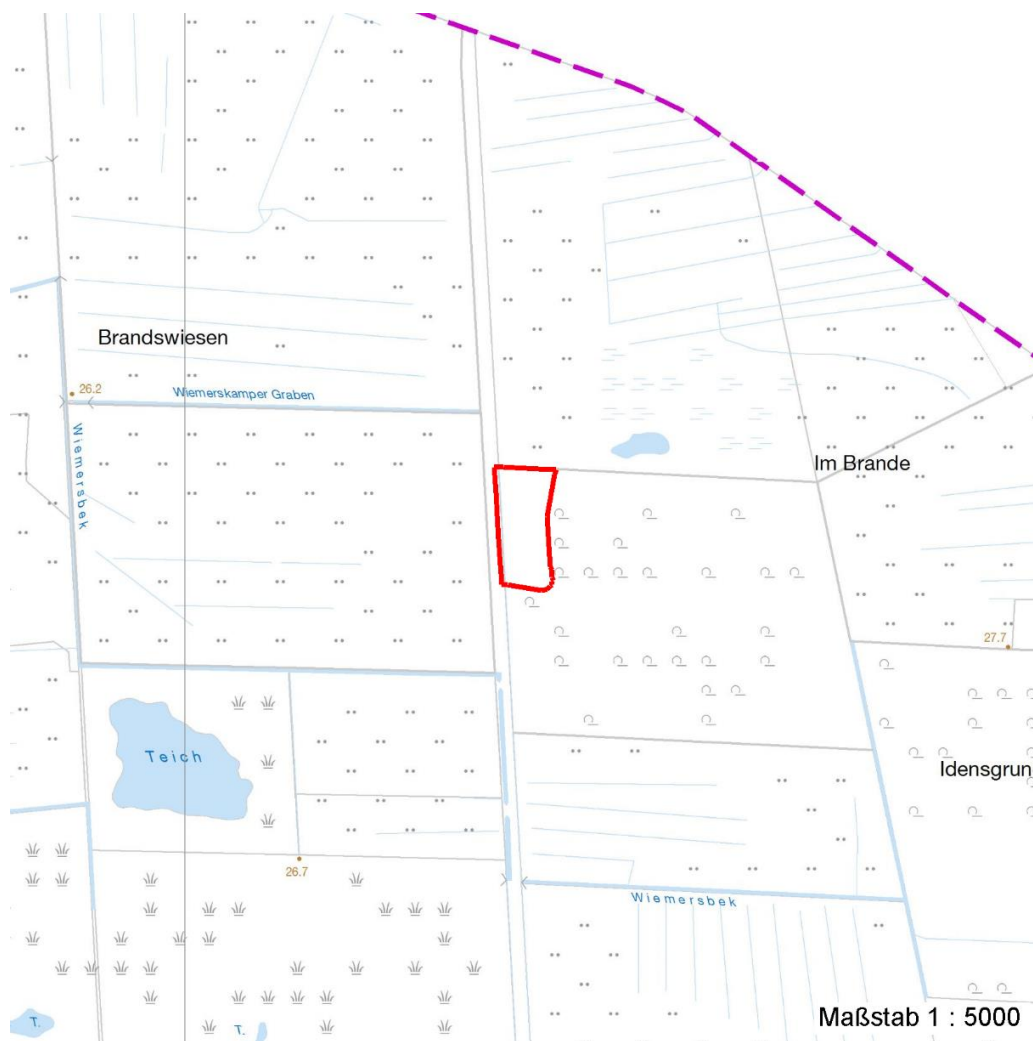 Brandswiesen
26.2
Wiemerskamper Graben
Wiemersbek
Im Brande
27.7
Teich
Idensgrun
26.7
Wiemersbek
T.
T.
Maßstab 1 : 5000